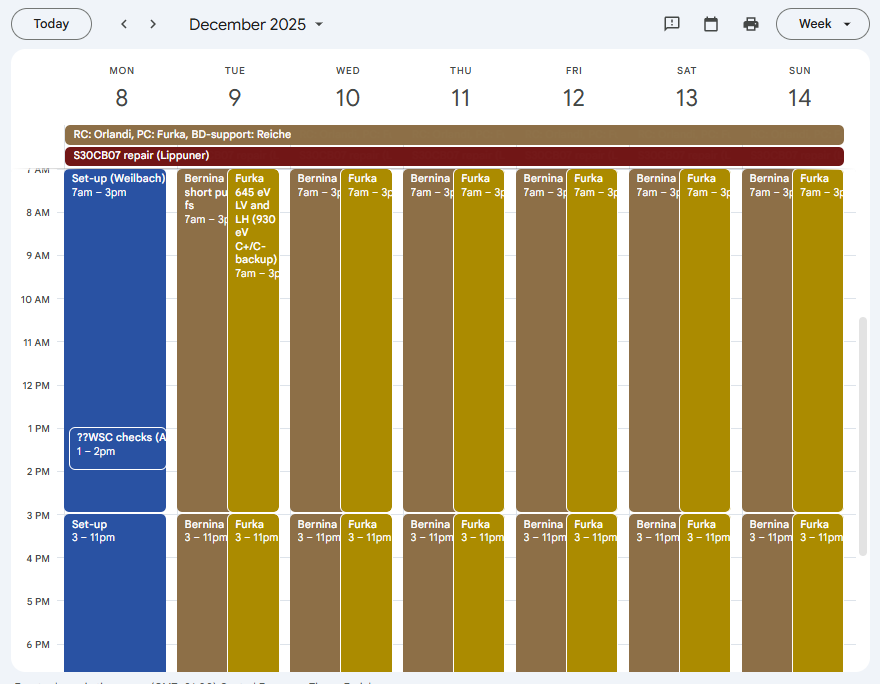 Today
December 2025
Week
MON
TUE
WED
THU
FRI
SAT
SUN
8
9
10
11
12
13
14
RC: Orlandi, PC: Furka, BD-support: Reiche
S30CB07 repair (Lippuner)
7 AM
8 AM
9 AM
10 AM
11 AM
12 PM
1 PM
2 PM
3 PM
4 PM
5 PM
6 PM
Set-up (Weilbach)
7am – 3pm
??WSC checks (A
1 – 2pm
Set-up
3 – 11pm
Bernina
short pu
fs
7am – 3p
Furka
645 eV
LV and
LH (930
eV
C+/C-
backup)
7am – 3p
Bernina
3 – 11pm
Furka
3 – 11pm
Bernina
7am – 3p
Furka
7am – 3p
Bernina
3 – 11pm
Furka
3 – 11pm
Bernina
7am – 3p
Furka
7am – 3p
Bernina
3 – 11pm
Furka
3 – 11pm
Bernina
7am – 3p
Furka
7am – 3p
Bernina
3 – 11pm
Furka
3 – 11pm
Bernina
7am – 3p
Furka
7am – 3p
Bernina
3 – 11pm
Furka
3 – 11pm
Bernina
7am – 3p
Furka
7am – 3p
Bernina
3 – 11pm
Furka
3 – 11pm